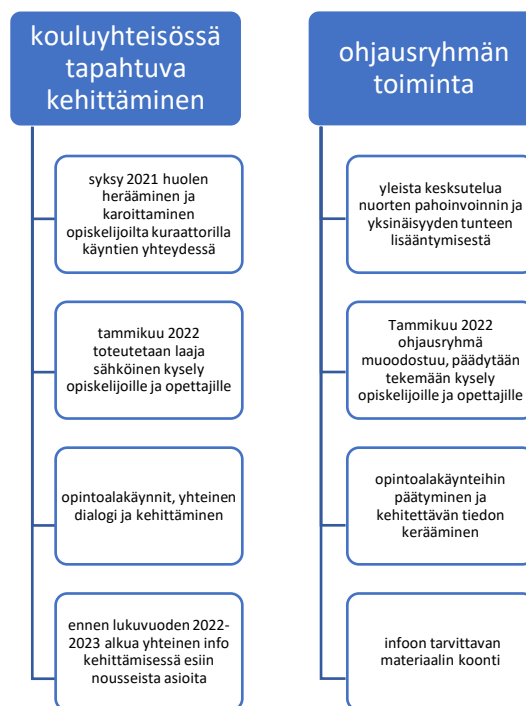 kouluyhteisössä
tapahtuva
kehittäminen
syksy 2021 huolen
herääminen ja
karoittaminen
opiskelijoilta kuraattorilla
käyntien yhteydessä
tammikuu 2022
toteutetaan laaja
sähköinen kysely
opiskelijoille ja opettajille
opintoalakäynnit, yhteinen
dialogi ja kehittäminen
ennen lukuvuoden 2022-
2023 alkua yhteinen info
kehittämisessä esiin
nousseista asioita
ohjausryhmän
toiminta
yleista kesksutelua
nuorten pahoinvoinnin ja
yksinäisyyden tunteen
lisääntymisestä
Tammikuu 2022
ohjausryhmä
muoodostuu, päädytään
tekemään kysely
opiskelijoille ja opettajille
opintoalakäynteihin
päätyminen ja
kehitettävän tiedon
kerääminen
infoon tarvittavan
materiaalin koonti